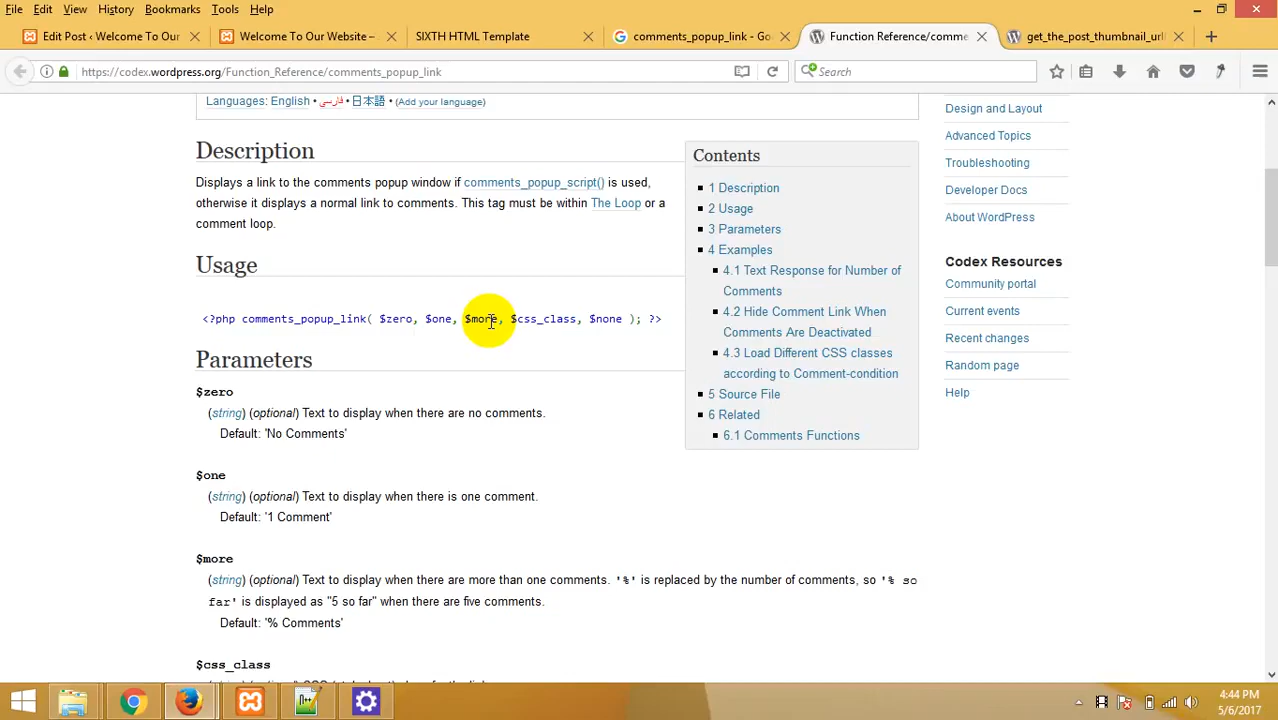 File Edit View History Bookmarks Tools Help
Edit Post ‹ Welcome To Our
Welcome To Our Website –
SIXTH HTML Template
comments_popup_link - Go
Function Reference/comme
get_the_post_thumbnail_url
https://codex.wordpress.org/Function_Reference/comments_popup_link
Search
Languages: English • فارسی • 日本語 • (Add your language)
Description
Displays a link to the comments popup window if comments_popup_script() is used,
otherwise it displays a normal link to comments. This tag must be within The Loop or a
comment loop.
Usage
<?php comments_popup_link( $zero, $one, $more, $css_class, $none ); ?>
Parameters
$zero
(string) (optional) Text to display when there are no comments.
Default: 'No Comments'
$one
(string) (optional) Text to display when there is one comment.
Default: '1 Comment'
$more
(string) (optional) Text to display when there are more than one comments. '%' is replaced by the number of comments, so '% so
far' is displayed as "5 so far" when there are five comments.
Default: '% Comments'
$css_class
Contents
1 Description
2 Usage
3 Parameters
4 Examples
4.1 Text Response for Number of
Comments
4.2 Hide Comment Link When
Comments Are Deactivated
4.3 Load Different CSS classes
according to Comment-condition
5 Source File
6 Related
6.1 Comments Functions
Design and Layout
Advanced Topics
Troubleshooting
Developer Docs
About WordPress
Codex Resources
Community portal
Current events
Recent changes
Random page
Help
4:44 PM
5/6/2017